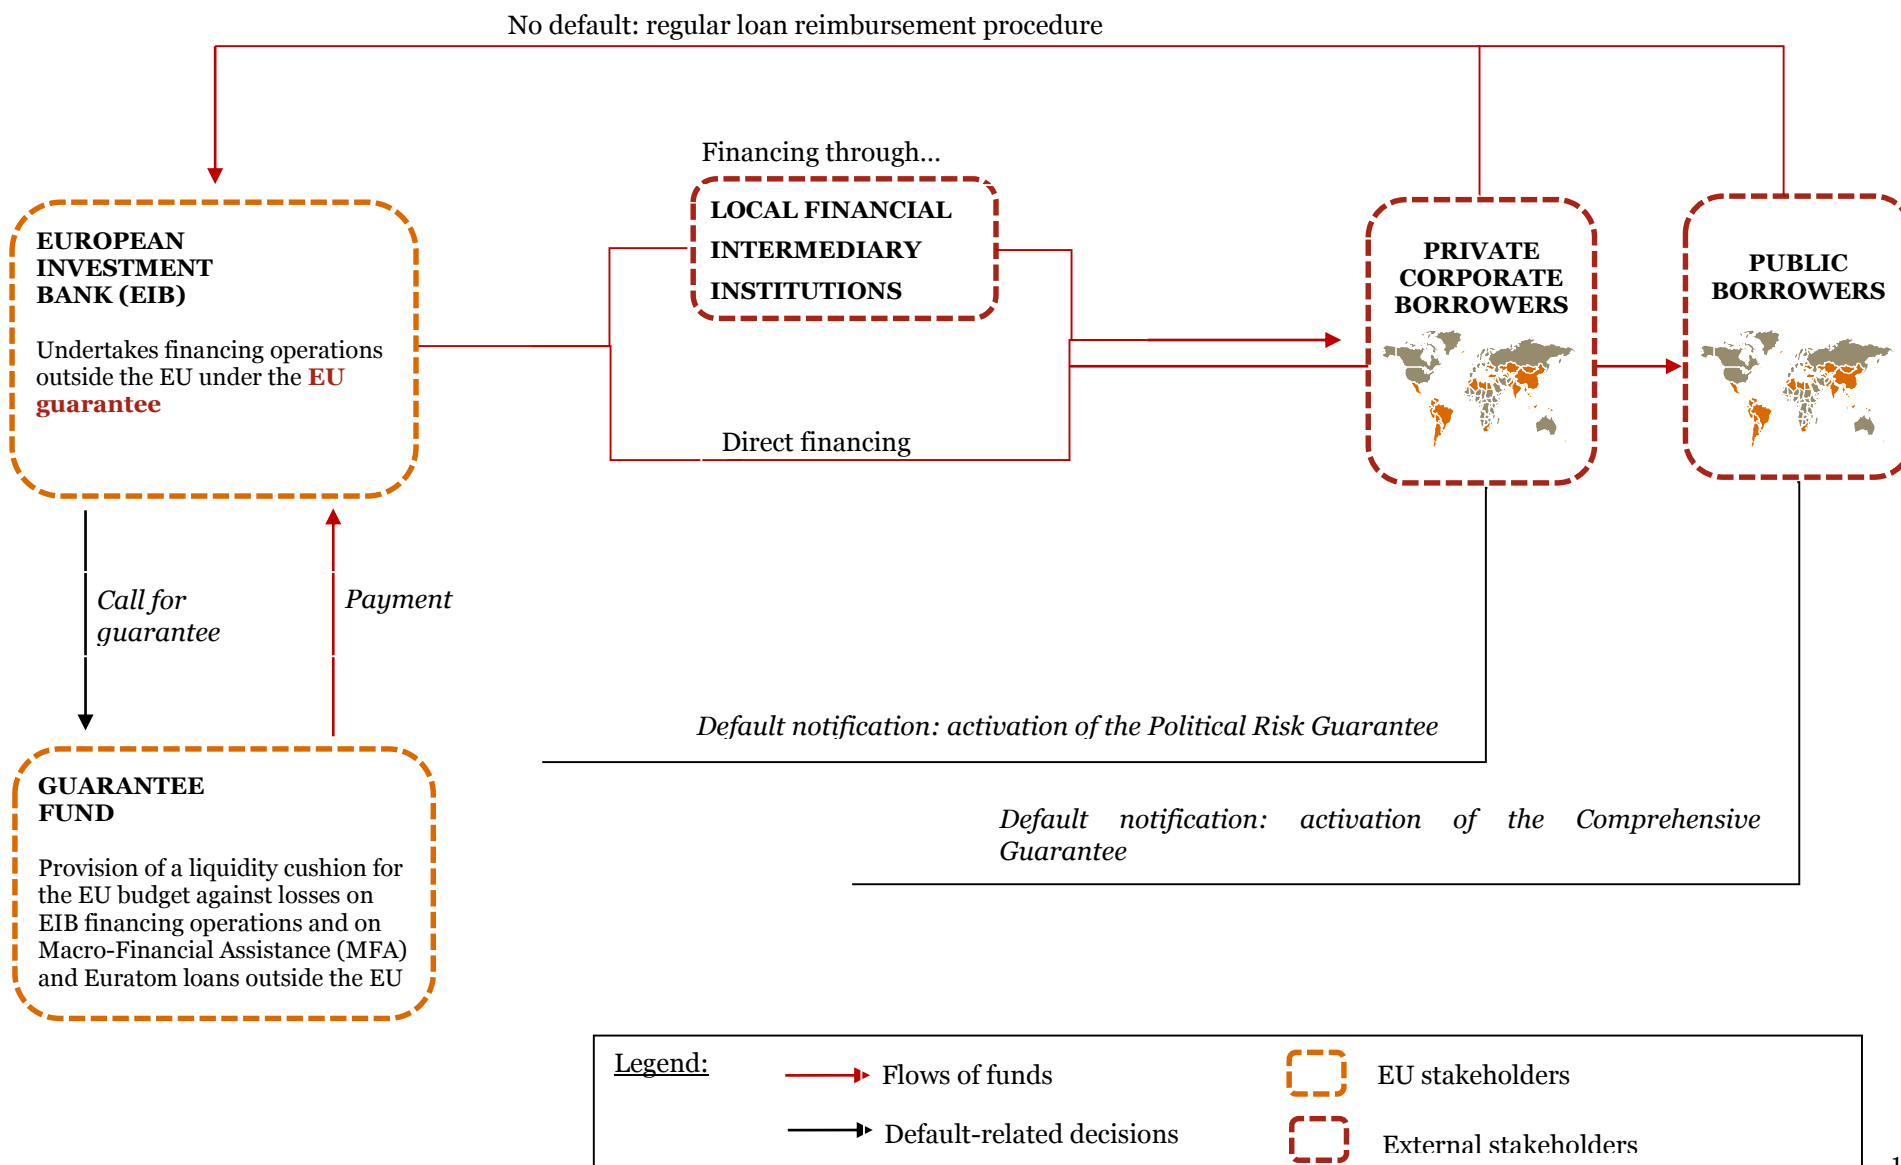 No default: regular loan reimbursement procedure
Financing through...
LOCAL FINANCIAL
INTERMEDIARY
INSTITUTIONS
EUROPEAN
INVESTMENT
BANK (EIB)
Undertakes financing operations
outside the EU under the EU
guarantee
PRIVATE
CORPORATE
BORROWERS
PUBLIC
BORROWERS
Direct financing
Call for
guarantee
Payment
Default notification: activation of the Political Risk Guarantee
Default notification: activation of the Comprehensive
Guarantee
GUARANTEE
FUND
Provision of a liquidity cushion for
the EU budget against losses on
EIB financing operations and on
Macro-Financial Assistance (MFA)
and Euratom loans outside the EU
Legend:
Flows of funds
EU stakeholders
Default-related decisions
External stakeholders
1